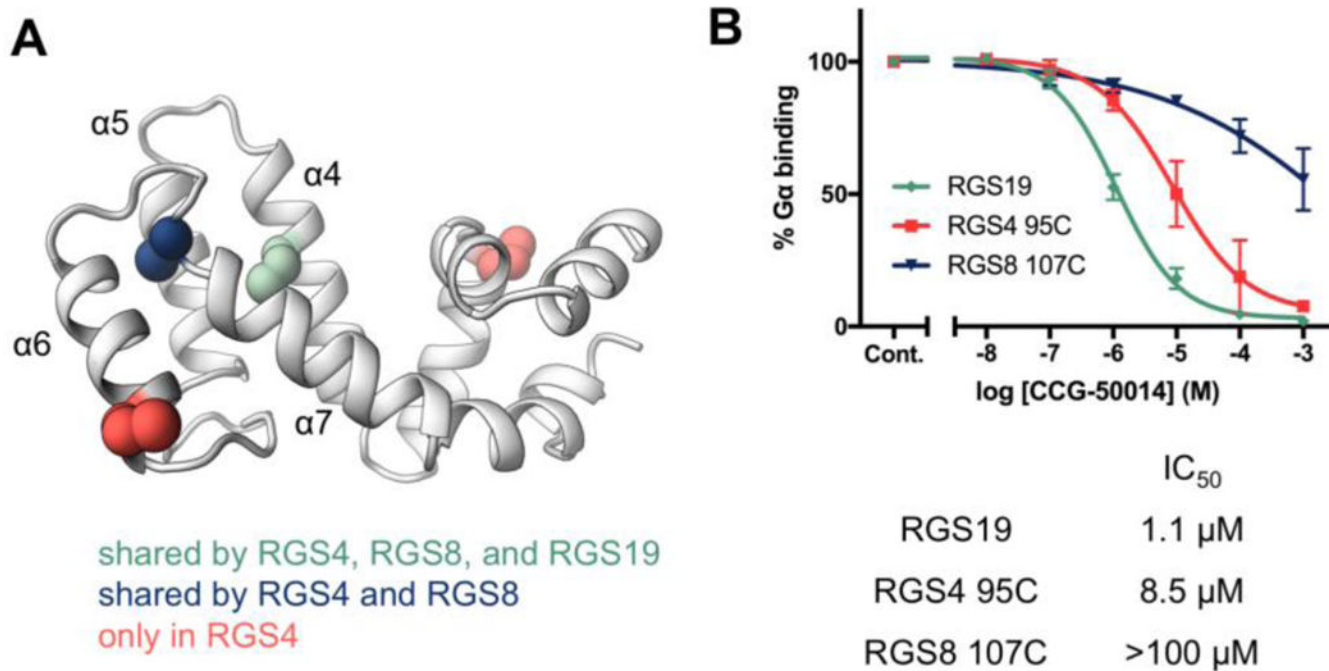 A
α5
α4
α6
α7
shared by RGS4, RGS8, and RGS19
shared by RGS4 and RGS8
only in RGS4
B
% Gα binding
100
50
0
RGS19
RGS4 95C
RGS8 107C
Cont. -8 -7 -6 -5 -4 -3
log [CCG-50014] (M)
IC50
RGS19 1.1 µM
RGS4 95C 8.5 µM
RGS8 107C >100 µM